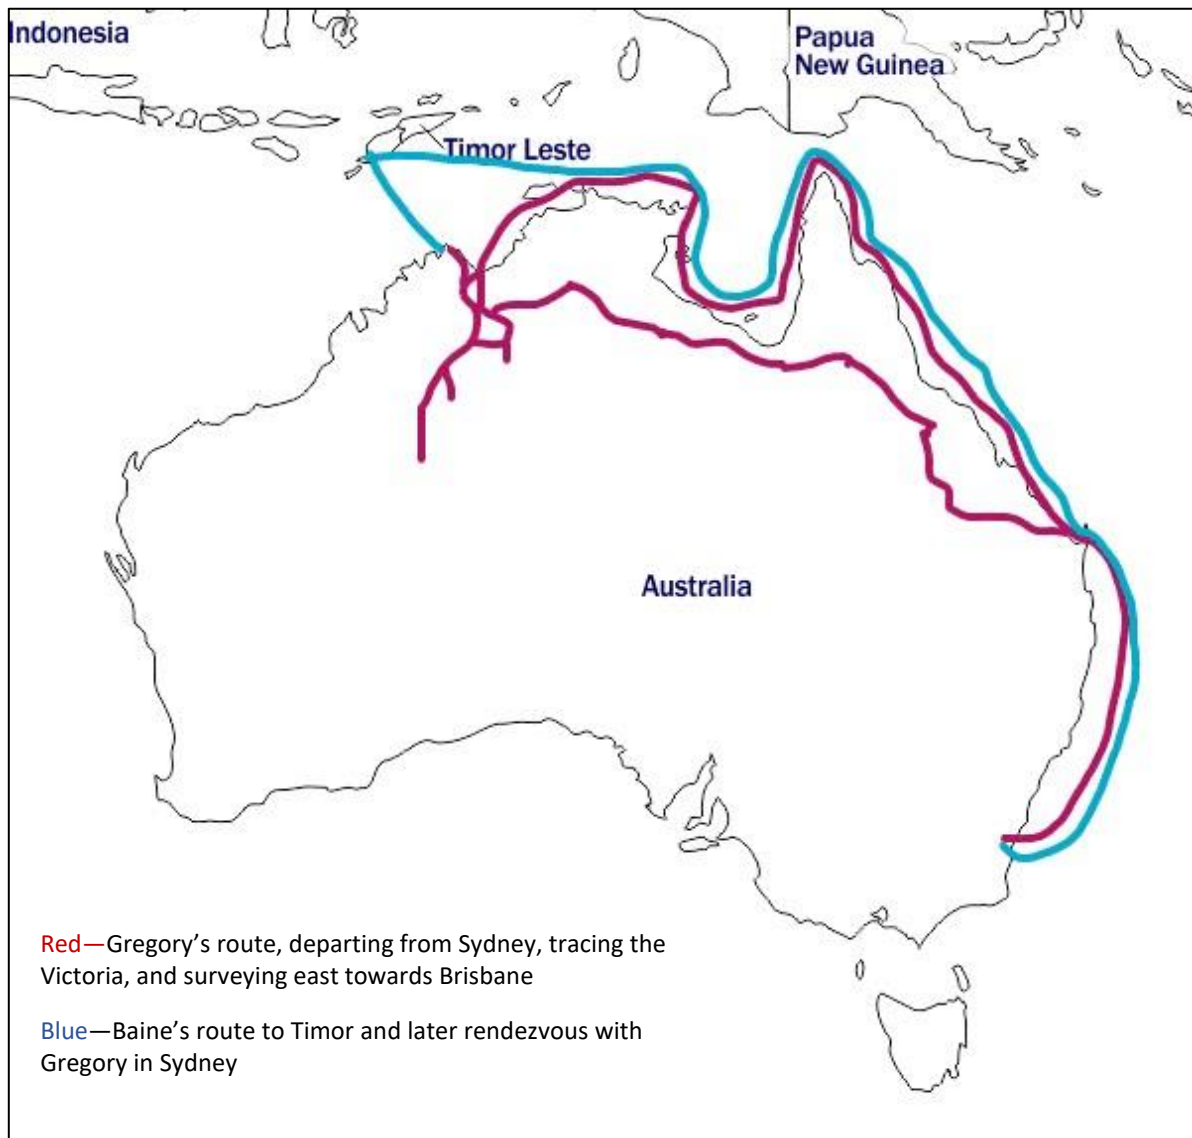 Indonesia
Papua
New Guinea
Timor Leste
Australia
Red—Gregory’s route, departing from Sydney, tracing the
Victoria, and surveying east towards Brisbane
Blue—Baine’s route to Timor and later rendezvous with
Gregory in Sydney